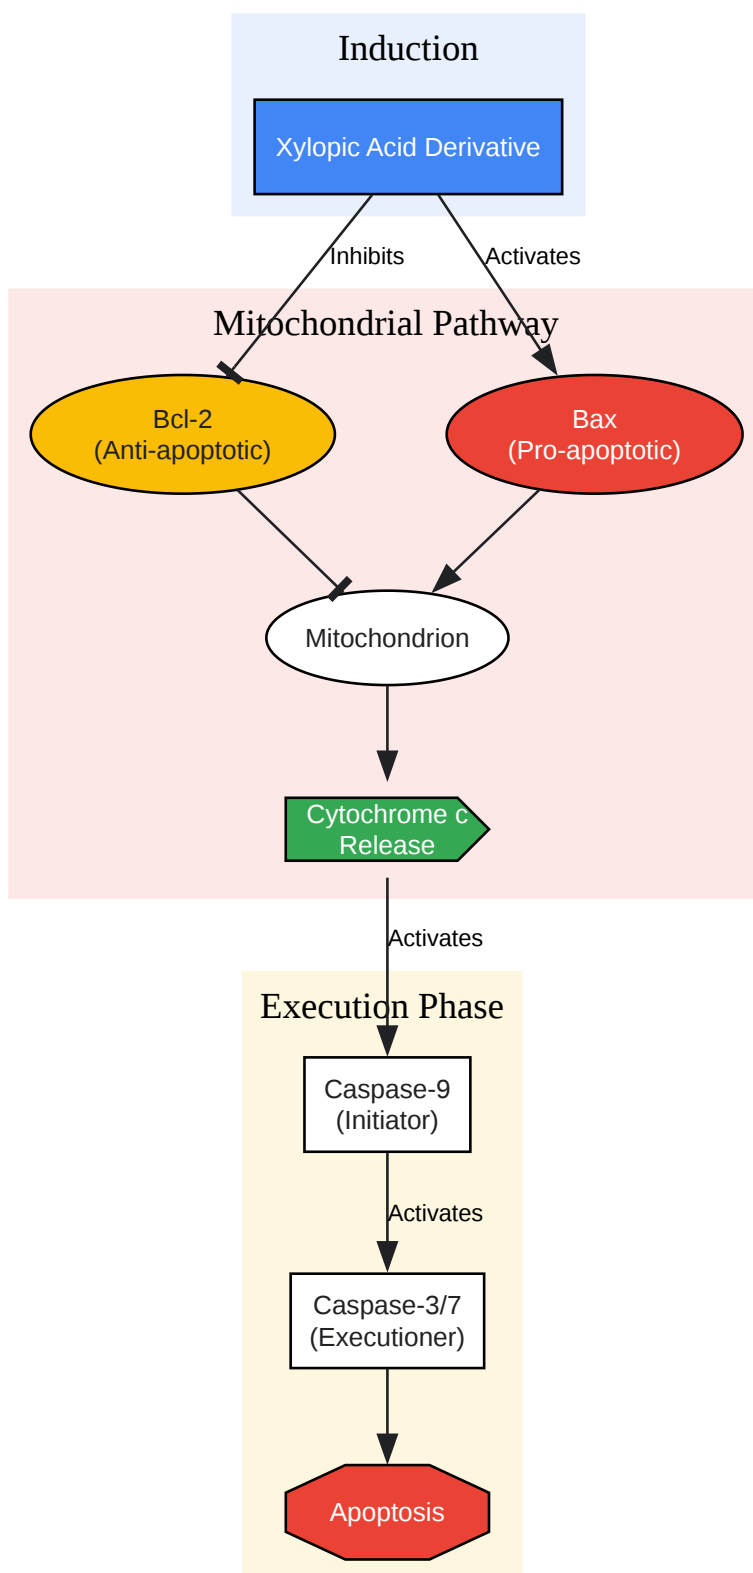 Induction
Xylopic Acid Derivative
Inhibits
Activates
Mitochondrial Pathway
Bcl-2
(Anti-apoptotic)
Bax
(Pro-apoptotic)
Mitochondrion
Cytochrome c
Release
Activates
Execution Phase
Caspase-9
(Initiator)
Activates
Caspase-3/7
(Executioner)
Apoptosis